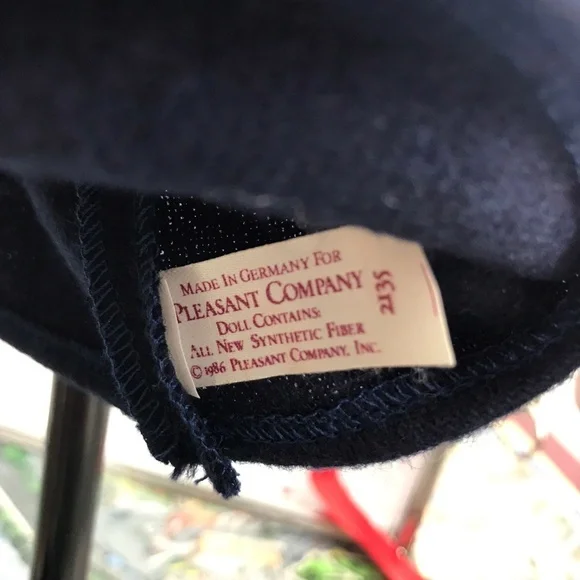 MADE IN GERMANY FOR
PLEASANT COMPANY
DOLL CONTAINS:
ALL NEW SYNTHETIC FIBER
© 1986 PLEASANT COMPANY, INC.
2135